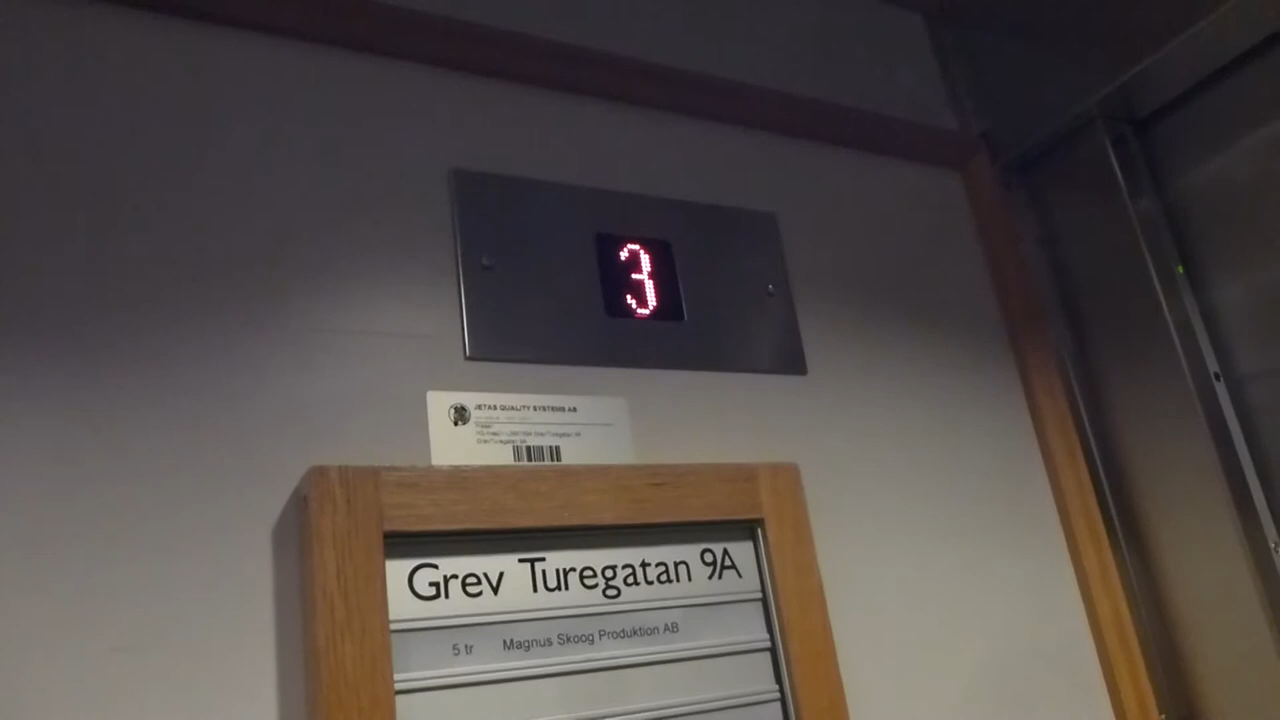 3
JETAS QUALITY SYSTEMS AB
Grev Turegatan 9A
5 tr Magnus Skoog Produktion AB